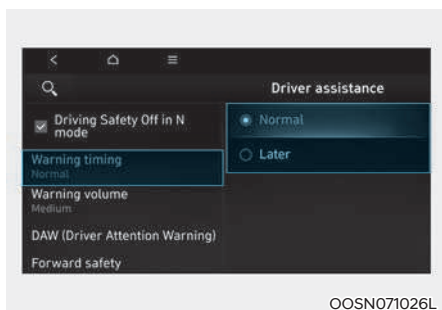 Driver assistance
Driving Safety Off in N
mode
Normal
Later
Warning timing
Normal
Warning volume
Medium
DAW (Driver Attention Warning)
Forward safety
OOSN071026L